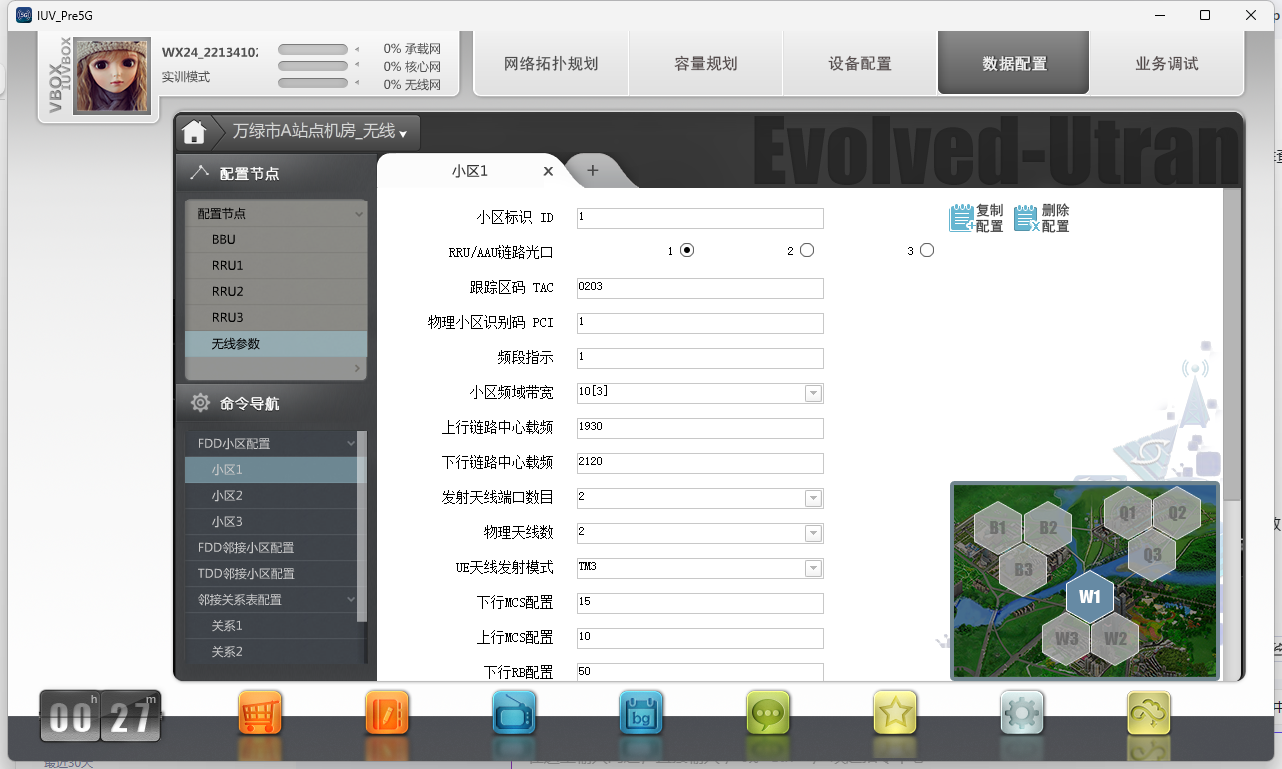 IUV_Pre5G
VBOX
IUVBOX
WX24_2213410
实训模式
0% 承载网
0% 核心网
0% 无线网
网络拓扑规划
容量规划
设备配置
数据配置
业务调试
万绿市A站点机房_无线
Evolved-Utran
配置节点
配置节点
BBU
RRU1
RRU2
RRU3
无线参数
命令导航
FDD小区配置
小区1
小区2
小区3
FDD邻接小区配置
TDD邻接小区配置
邻接关系表配置
关系1
关系2
小区1 x +
复制配置
删除配置
小区标识 ID 1
RRU/AAU链路光口 1 2 3
跟踪区码 TAC 0203
物理小区识别码 PCI 1
频段指示 1
小区频域带宽 10[3]
上行链路中心载频 1930
下行链路中心载频 2120
发射天线端口数目 2
物理天线数 2
UE天线发射模式 TM3
下行MCS配置 15
上行MCS配置 10
下行RB配置 50
B1 B2 B3
Q1 Q2 Q3
W1 W3 W2
00 h 27 m
bg
最近30天